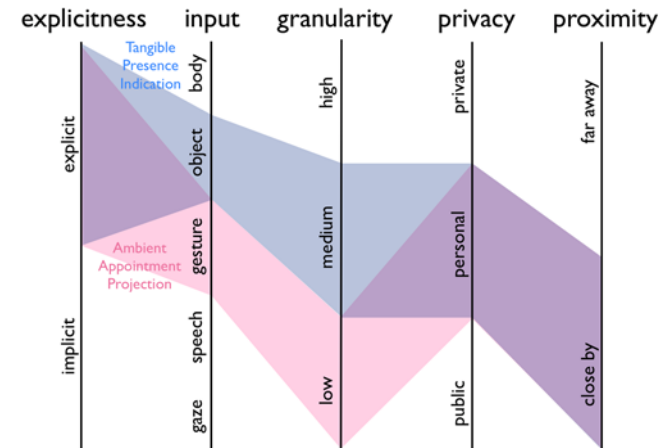 explicitness input granularity privacy proximity
Tangible
Presence
Indication
body
high
private
far away
explicit
object
gesture
medium
personal
Ambient
Appointment
Projection
implicit
speech
gaze
low
public
close by